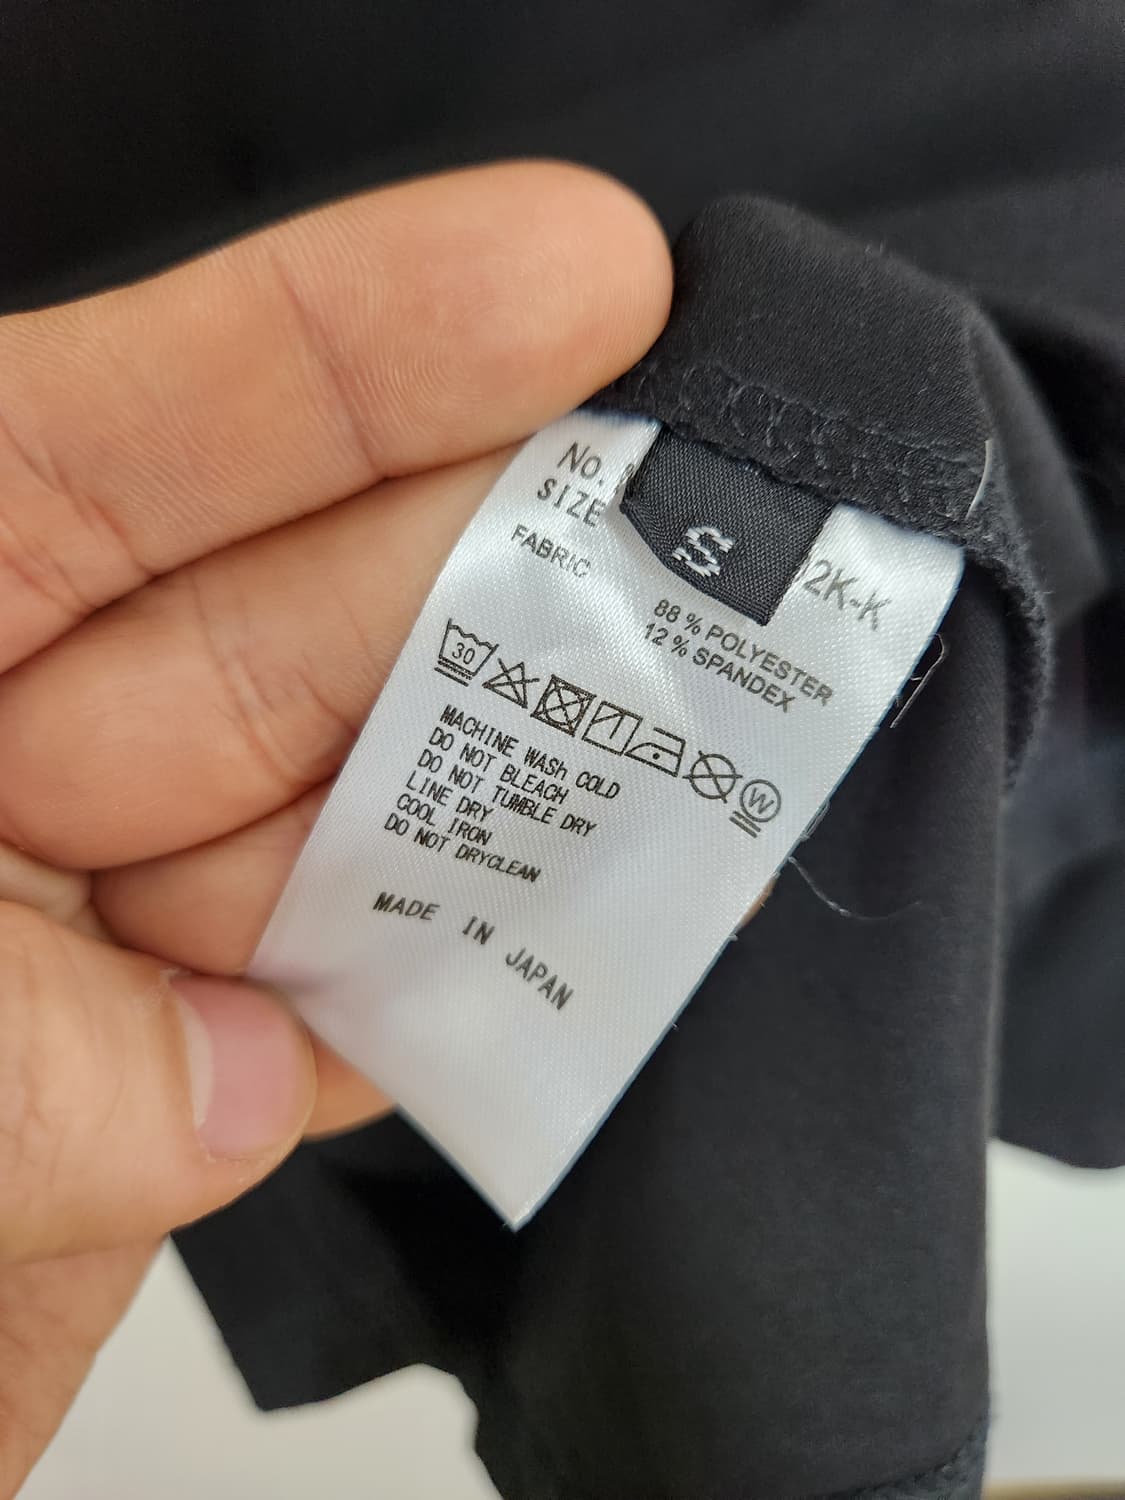 No.
SIZE
S
2K-K
FABRIC
88 % POLYESTER
12 % SPANDEX
30
W
MACHINE WASh COLD
DO NOT BLEACH
DO NOT TUMBLE DRY
LINE DRY
COOL IRON
DO NOT DRYCLEAN
MADE IN JAPAN